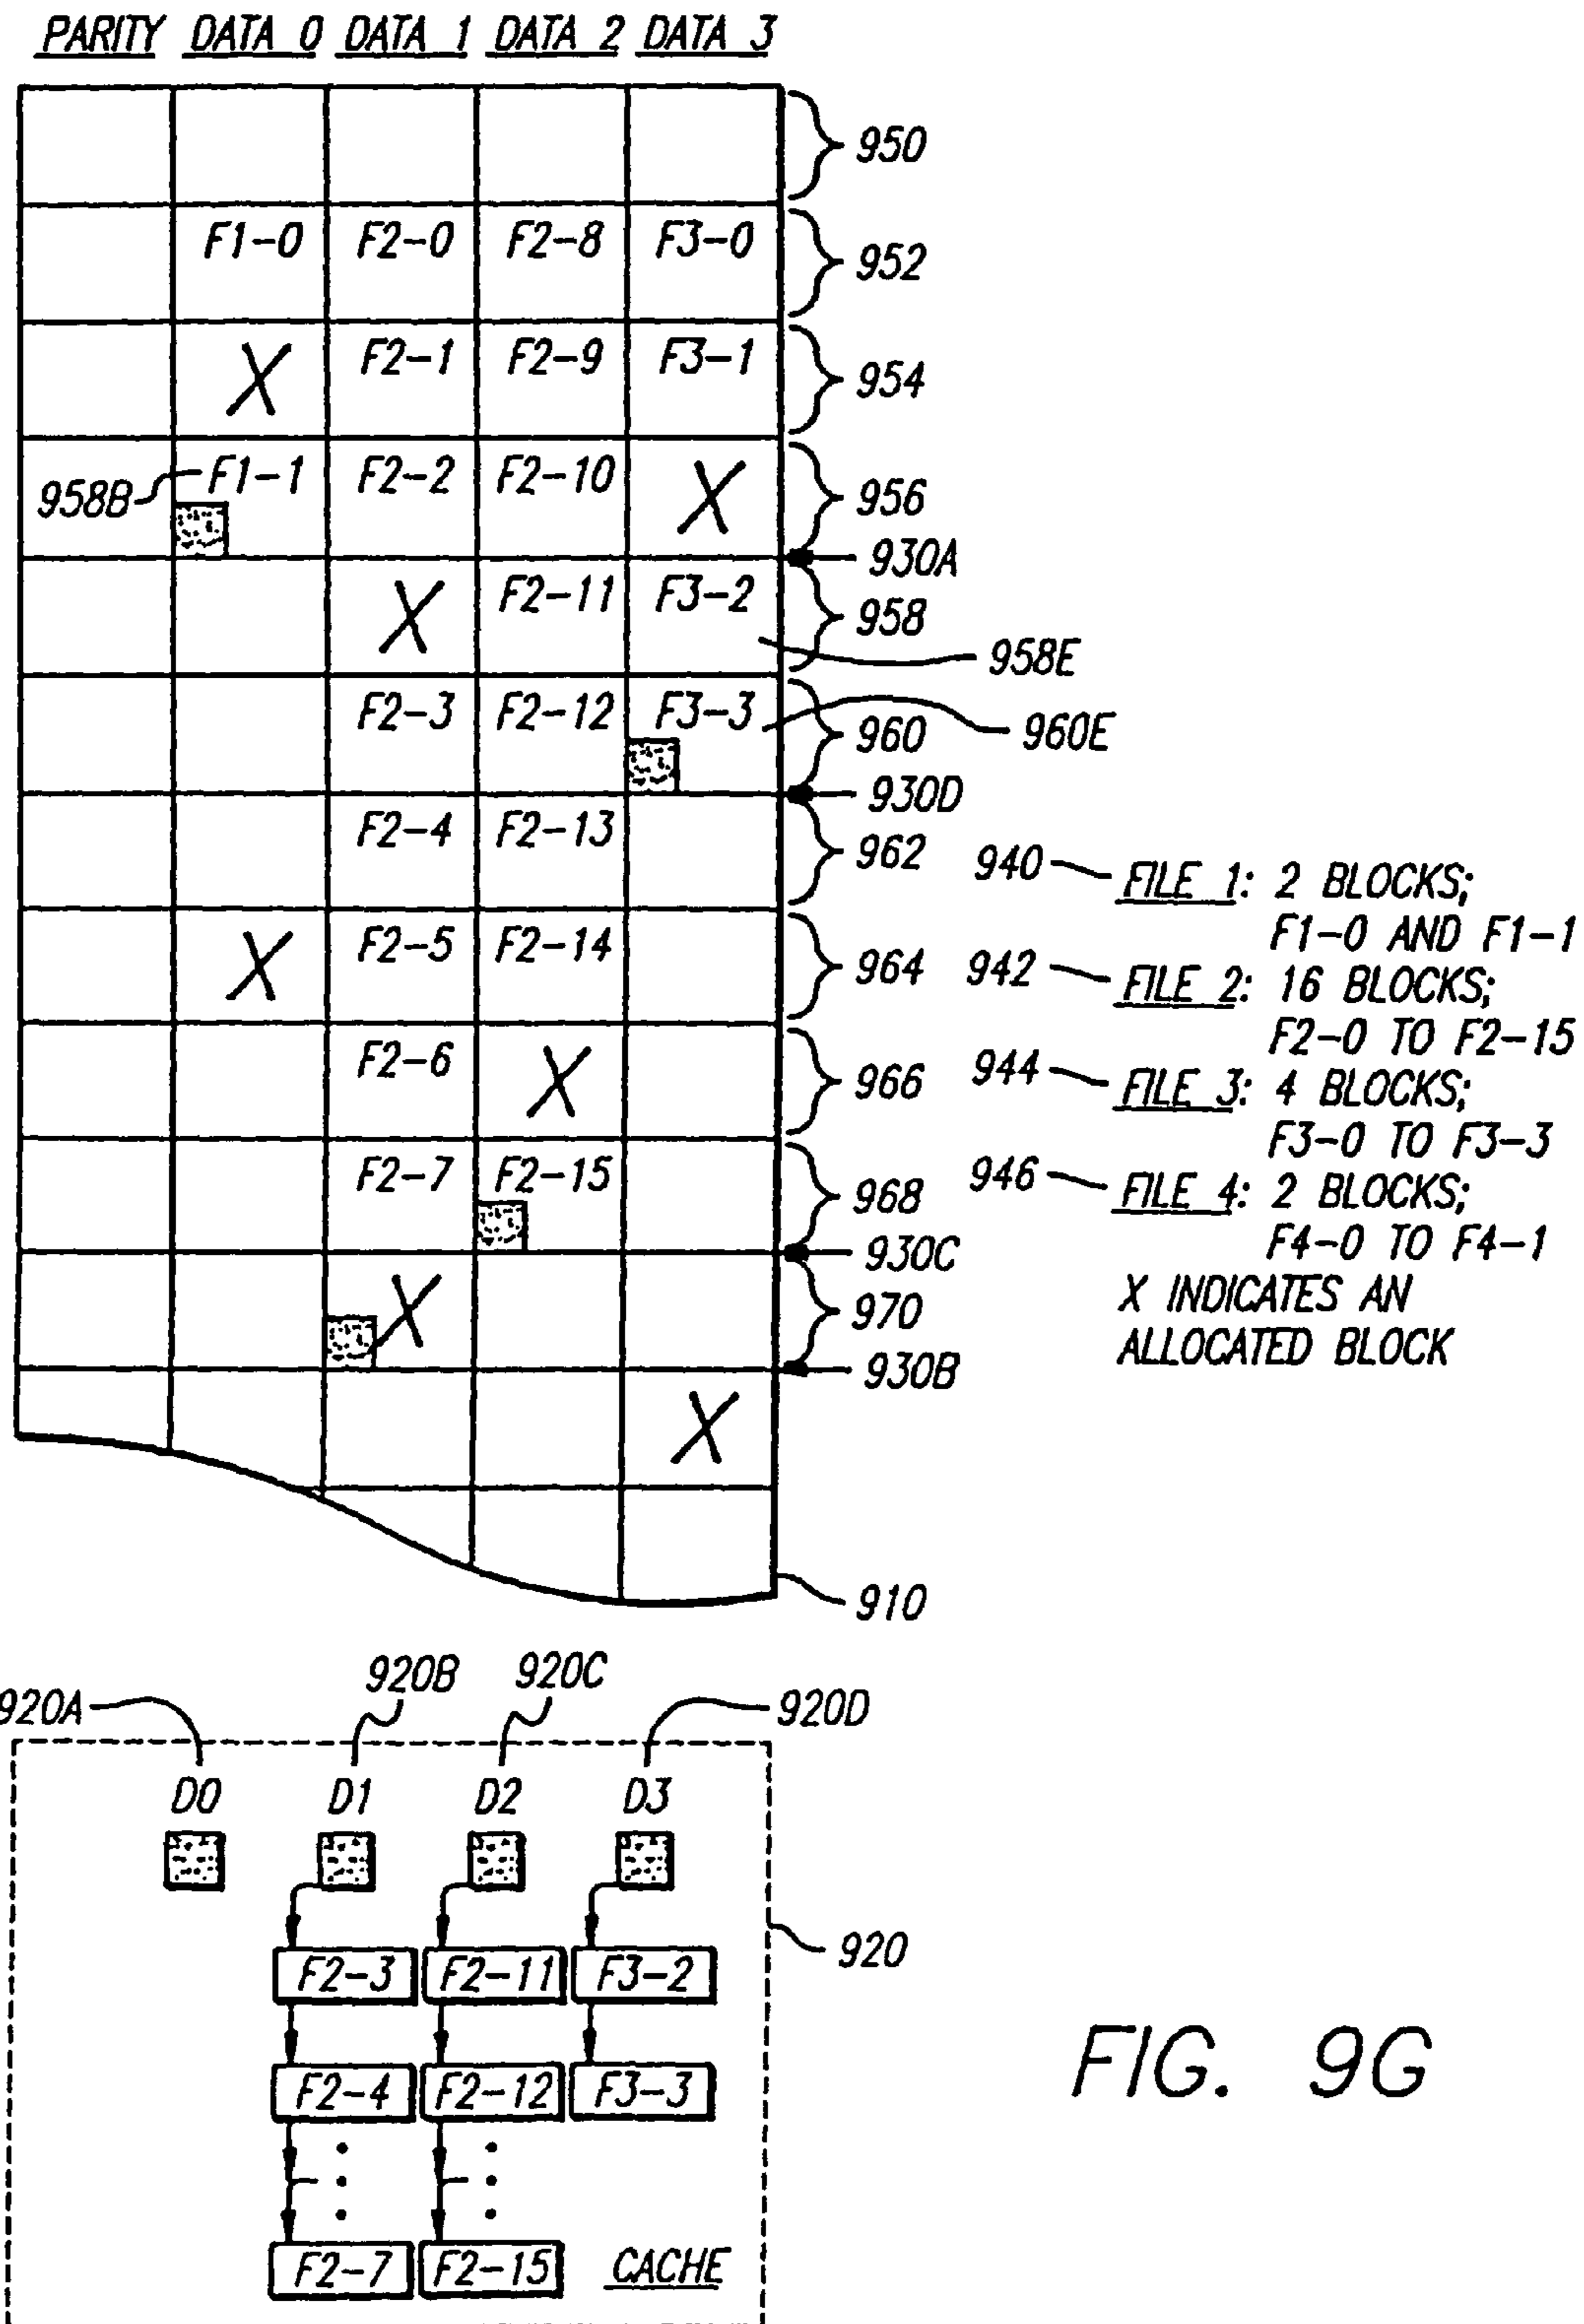 PARITY DATA 0 DATA 1 DATA 2 DATA 3
950
F1-0 F2-0 F2-8 F3-0 952
X F2-1 F2-9 F3-1 954
958B F1-1 F2-2 F2-10 X 956
930A
X F2-11 F3-2 958
958E
F2-3 F2-12 F3-3 960 960E
930D
F2-4 F2-13 962
X F2-5 F2-14 964
F2-6 X 966
F2-7 F2-15 968
930C
X 970
930B
X
910
940 FILE 1: 2 BLOCKS;
F1-0 AND F1-1
942 FILE 2: 16 BLOCKS;
F2-0 TO F2-15
944 FILE 3: 4 BLOCKS;
F3-0 TO F3-3
946 FILE 4: 2 BLOCKS;
F4-0 TO F4-1
X INDICATES AN
ALLOCATED BLOCK
920A 920B 920C 920D
D0 D1 D2 D3
920
F2-3 F2-11 F3-2
F2-4 F2-12 F3-3
F2-7 F2-15 CACHE
FIG. 9G